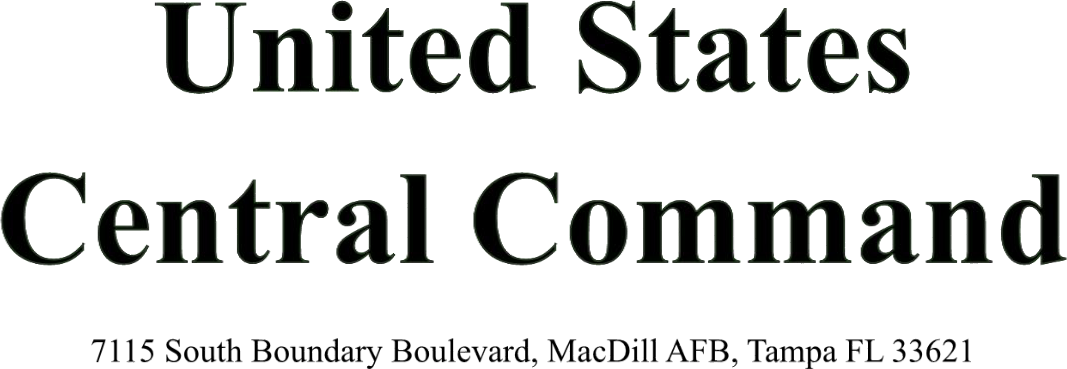 United States
Central Command
7115 South Boundary Boulevard, MacDill AFB, Tampa FL 33621